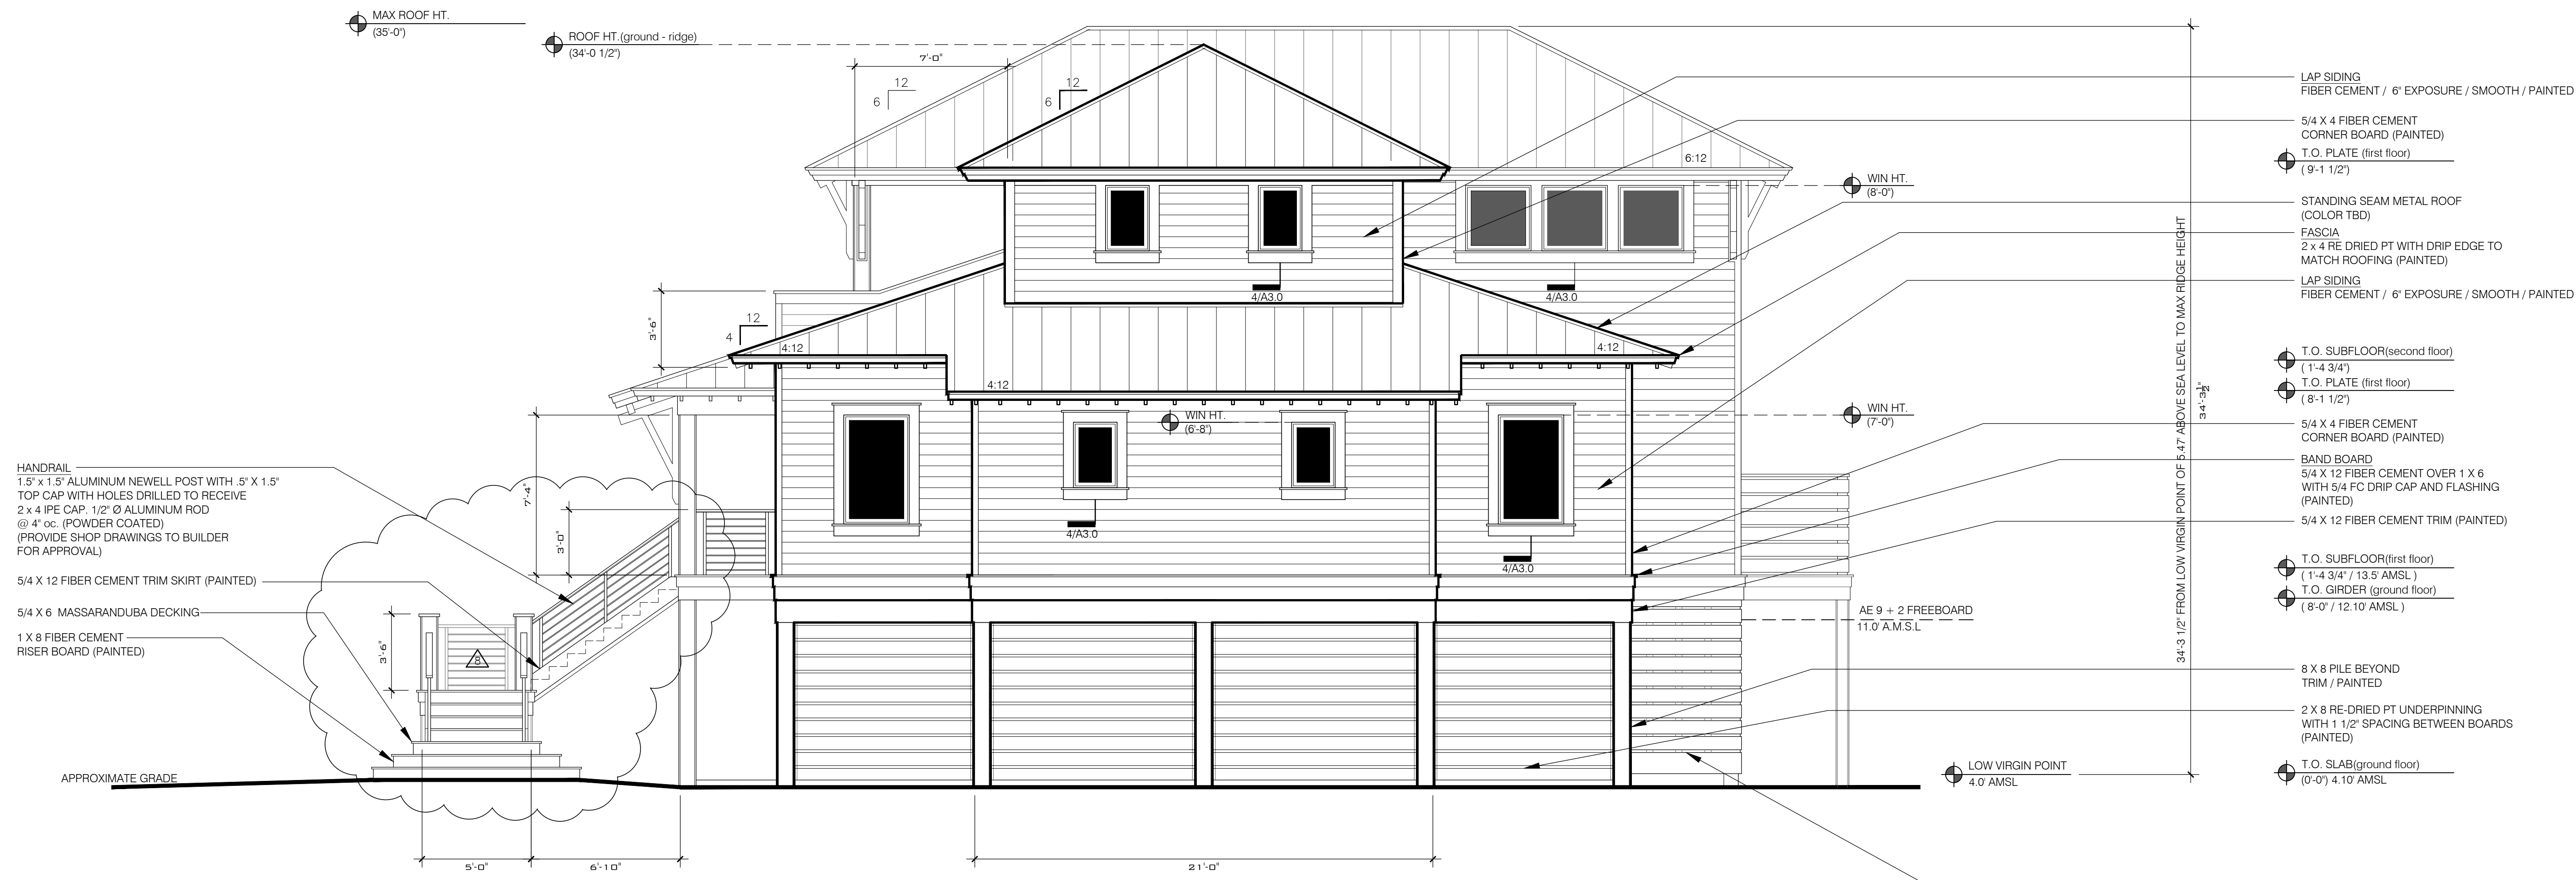 MAX ROOF HT.
(35'-0")
ROOF HT.(ground - ridge)
(34'-0 1/2")
7'-0"
12
6
12
6
6:12
LAP SIDING
FIBER CEMENT / 6" EXPOSURE / SMOOTH / PAINTED
5/4 X 4 FIBER CEMENT
CORNER BOARD (PAINTED)
T.O. PLATE (first floor)
( 9'-1 1/2")
WIN HT.
(8'-0")
STANDING SEAM METAL ROOF
(COLOR TBD)
FASCIA
2 x 4 RE DRIED PT WITH DRIP EDGE TO
MATCH ROOFING (PAINTED)
LAP SIDING
FIBER CEMENT / 6" EXPOSURE / SMOOTH / PAINTED
4/A3.0
4/A3.0
3'-6"
12
4
4:12
4:12
4:12
T.O. SUBFLOOR(second floor)
( 1'-4 3/4")
T.O. PLATE (first floor)
( 8'-1 1/2")
34'-3 1/2" FROM LOW VIRGIN POINT OF 5.47' ABOVE SEA LEVEL TO MAX RIDGE HEIGHT
34'-3 1/2"
WIN HT.
(6'-8")
WIN HT.
(7'-0")
5/4 X 4 FIBER CEMENT
CORNER BOARD (PAINTED)
BAND BOARD
5/4 X 12 FIBER CEMENT OVER 1 X 6
WITH 5/4 FC DRIP CAP AND FLASHING
(PAINTED)
5/4 X 12 FIBER CEMENT TRIM (PAINTED)
HANDRAIL
1.5" x 1.5" ALUMINUM NEWELL POST WITH .5" X 1.5"
TOP CAP WITH HOLES DRILLED TO RECEIVE
2 x 4 IPE CAP. 1/2" Ø ALUMINUM ROD
@ 4" oc. (POWDER COATED)
(PROVIDE SHOP DRAWINGS TO BUILDER
FOR APPROVAL)
7'-4"
3'-0"
4/A3.0
4/A3.0
T.O. SUBFLOOR(first floor)
( 1'-4 3/4" / 13.5' AMSL )
T.O. GIRDER (ground floor)
( 8'-0" / 12.10' AMSL )
5/4 X 12 FIBER CEMENT TRIM SKIRT (PAINTED)
5/4 X 6 MASSARANDUBA DECKING
1 X 8 FIBER CEMENT
RISER BOARD (PAINTED)
3'-6"
8
AE 9 + 2 FREEBOARD
11.0' A.M.S.L
8 X 8 PILE BEYOND
TRIM / PAINTED
2 X 8 RE-DRIED PT UNDERPINNING
WITH 1 1/2" SPACING BETWEEN BOARDS
(PAINTED)
APPROXIMATE GRADE
LOW VIRGIN POINT
4.0' AMSL
T.O. SLAB(ground floor)
(0'-0") 4.10' AMSL
5'-0"
6'-10"
21'-0"